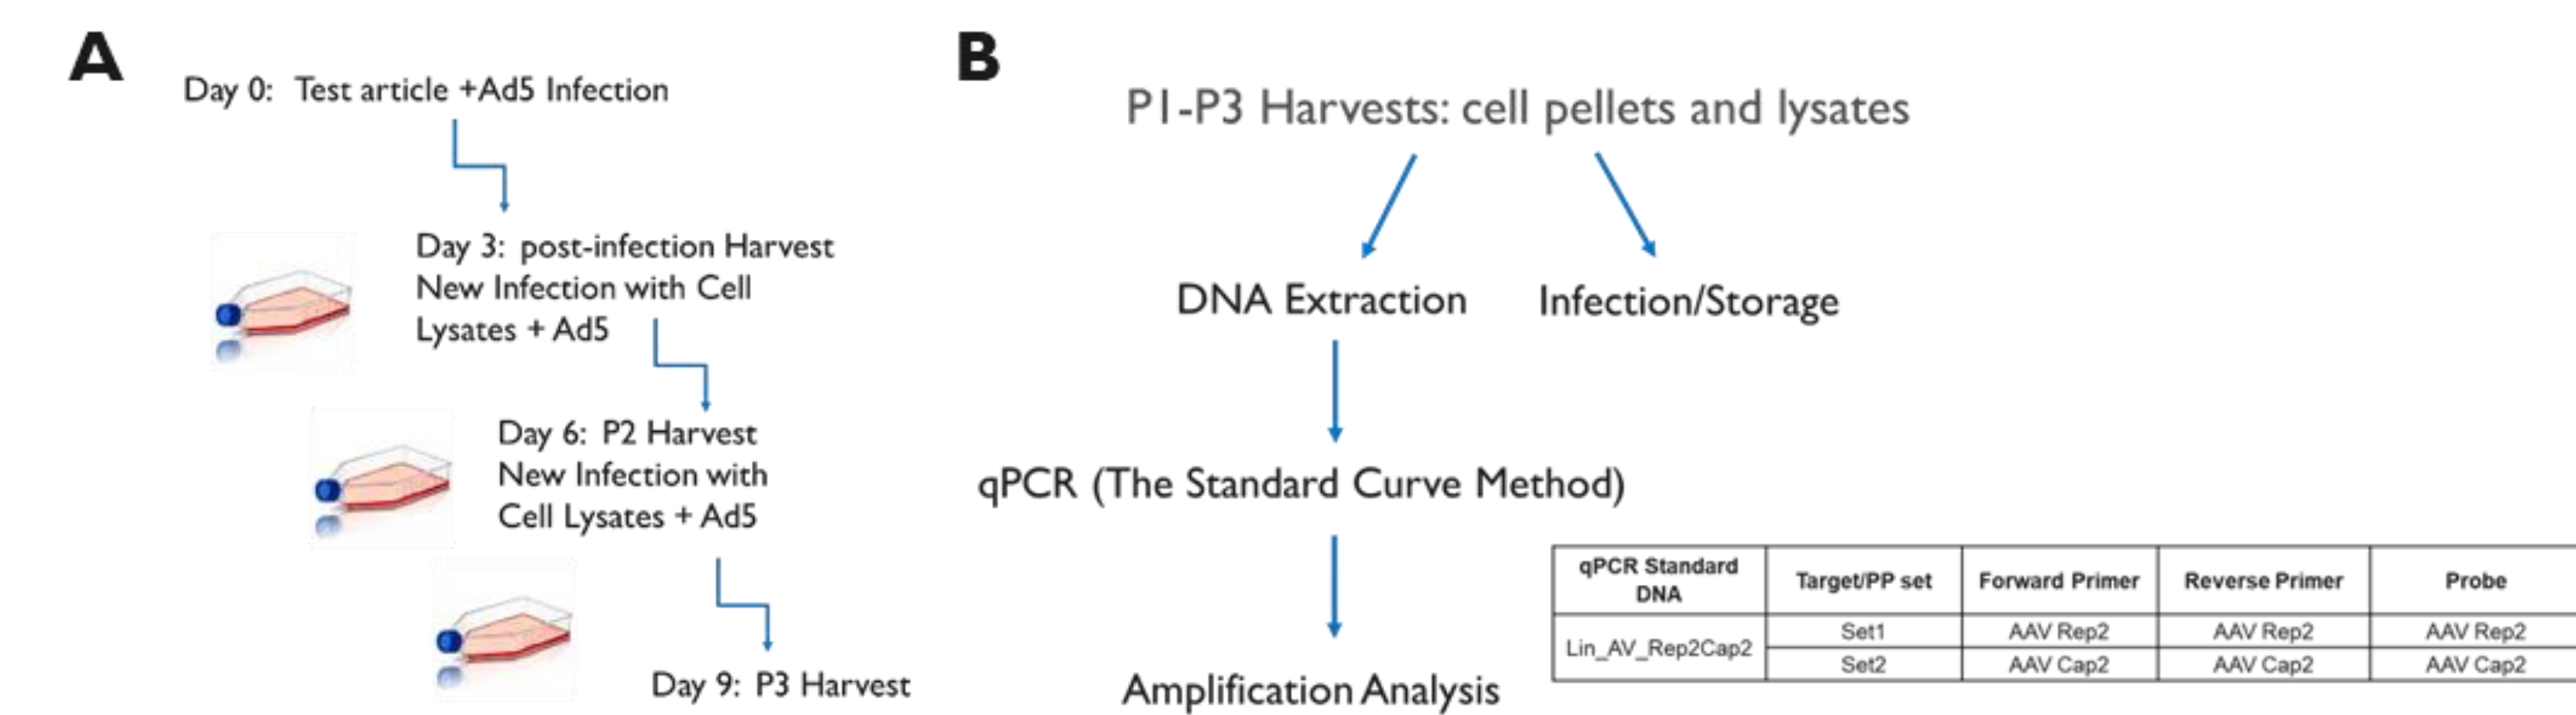 A
Day 0: Test article +Ad5 Infection
Day 3: post-infection Harvest
New Infection with Cell
Lysates + Ad5
Day 6: P2 Harvest
New Infection with
Cell Lysates + Ad5
Day 9: P3 Harvest
B
P1-P3 Harvests: cell pellets and lysates
DNA Extraction
Infection/Storage
qPCR (The Standard Curve Method)
Amplification Analysis
qPCR Standard
DNA
Target/PP set
Forward Primer
Reverse Primer
Probe
Lin_AV_Rep2Cap2
Set1
AAV Rep2
AAV Rep2
AAV Rep2
Set2
AAV Cap2
AAV Cap2
AAV Cap2